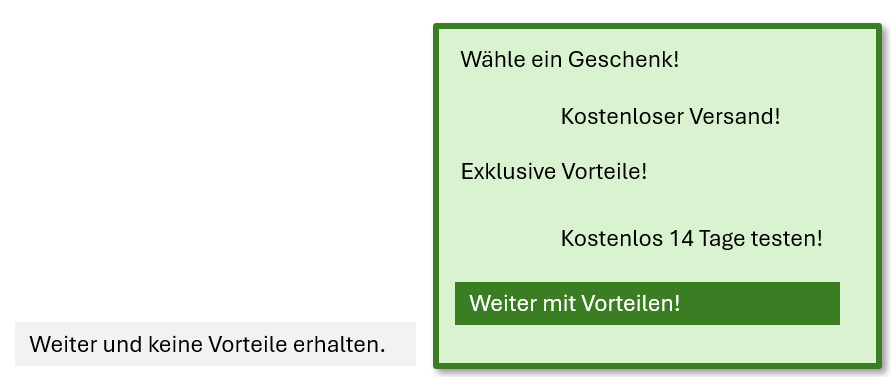 Wähle ein Geschenk!
Kostenloser Versand!
Exklusive Vorteile!
Kostenlos 14 Tage testen!
Weiter mit Vorteilen!
Weiter und keine Vorteile erhalten.